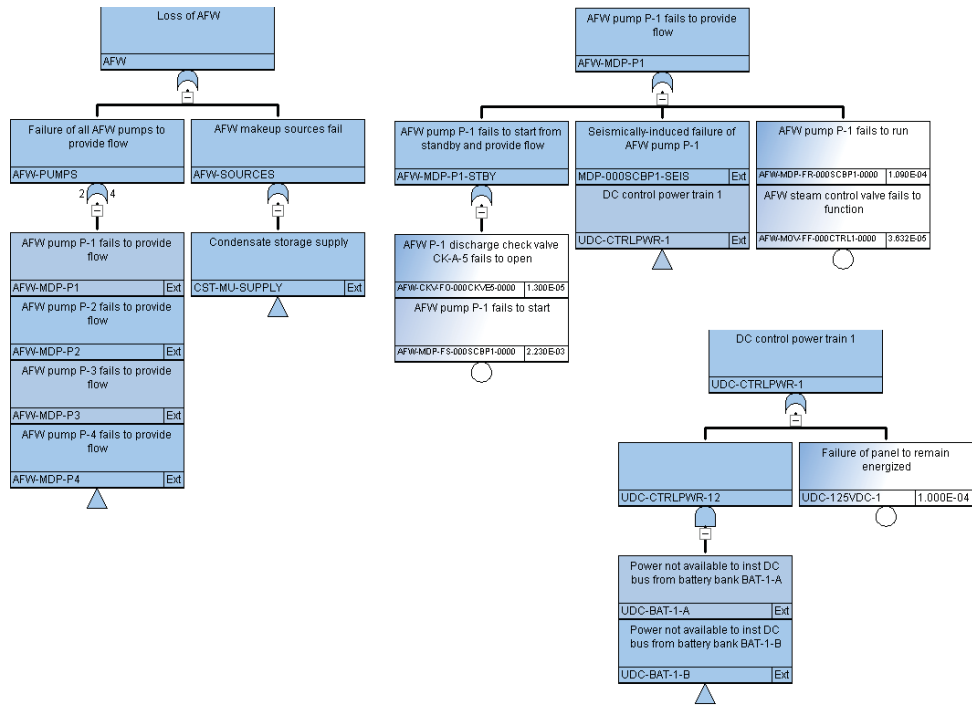 Loss of AFW
AFW
Failure of all AFW pumps to
provide flow
AFW-PUMPS
2 4
AFW pump P-1 fails to provide
flow
AFW-MDP-P1 Ext
AFW pump P-2 fails to provide
flow
AFW-MDP-P2 Ext
AFW pump P-3 fails to provide
flow
AFW-MDP-P3 Ext
AFW pump P-4 fails to provide
flow
AFW-MDP-P4 Ext
AFW makeup sources fail
AFW-SOURCES
Condensate storage supply
CST-MU-SUPPLY Ext
AFW pump P-1 fails to provide
flow
AFW-MDP-P1
AFW pump P-1 fails to start from
standby and provide flow
AFW-MDP-P1-STBY
AFW P-1 discharge check valve
CK-A-5 fails to open
AFW-CKV-FO-000CKVE5-0000 1.300E-05
AFW pump P-1 fails to start
AFW-MDP-FS-000SCBP1-0000 2.230E-03
Seismically-induced failure of
AFW pump P-1
MDP-000SCBP1-SEIS Ext
DC control power train 1
UDC-CTRLPWR-1 Ext
AFW pump P-1 fails to run
AFW-MDP-FR-000SCBP1-0000 1.090E-04
AFW steam control valve fails to
function
AFW-MOV-FF-000CTRL1-0000 3.632E-05
DC control power train 1
UDC-CTRLPWR-1
UDC-CTRLPWR-12
Power not available to inst DC
bus from battery bank BAT-1-A
UDC-BAT-1-A Ext
Power not available to inst DC
bus from battery bank BAT-1-B
UDC-BAT-1-B Ext
Failure of panel to remain
energized
UDC-125VDC-1 1.000E-04